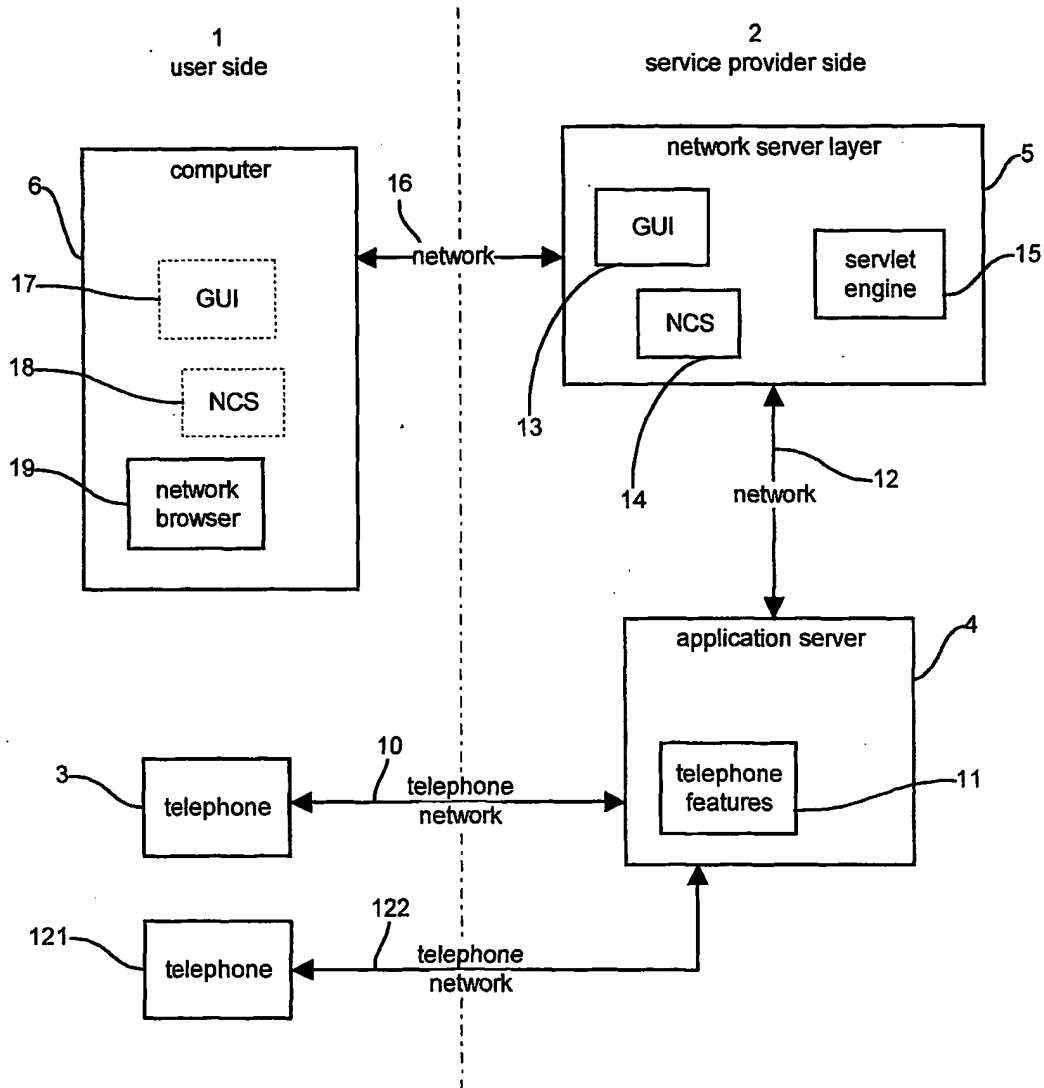 1
user side
2
service provider side
computer
6
17
GUI
18
NCS
19
network
browser
16
network
network server layer
5
GUI
servlet
engine
15
NCS
13
14
12
network
application server
4
telephone
features
11
3
telephone
10
telephone
network
121
telephone
122
telephone
network